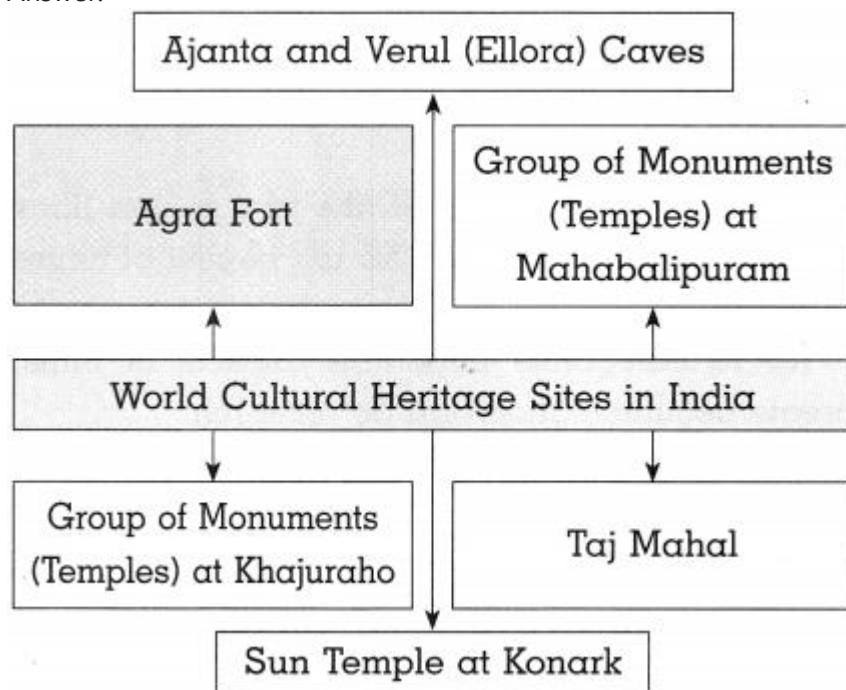 Answer:
Ajanta and Verul (Ellora) Caves
Agra Fort
Group of Monuments
(Temples) at
Mahabalipuram
World Cultural Heritage Sites in India
Group of Monuments
(Temples) at Khajuraho
Taj Mahal
Sun Temple at Konark